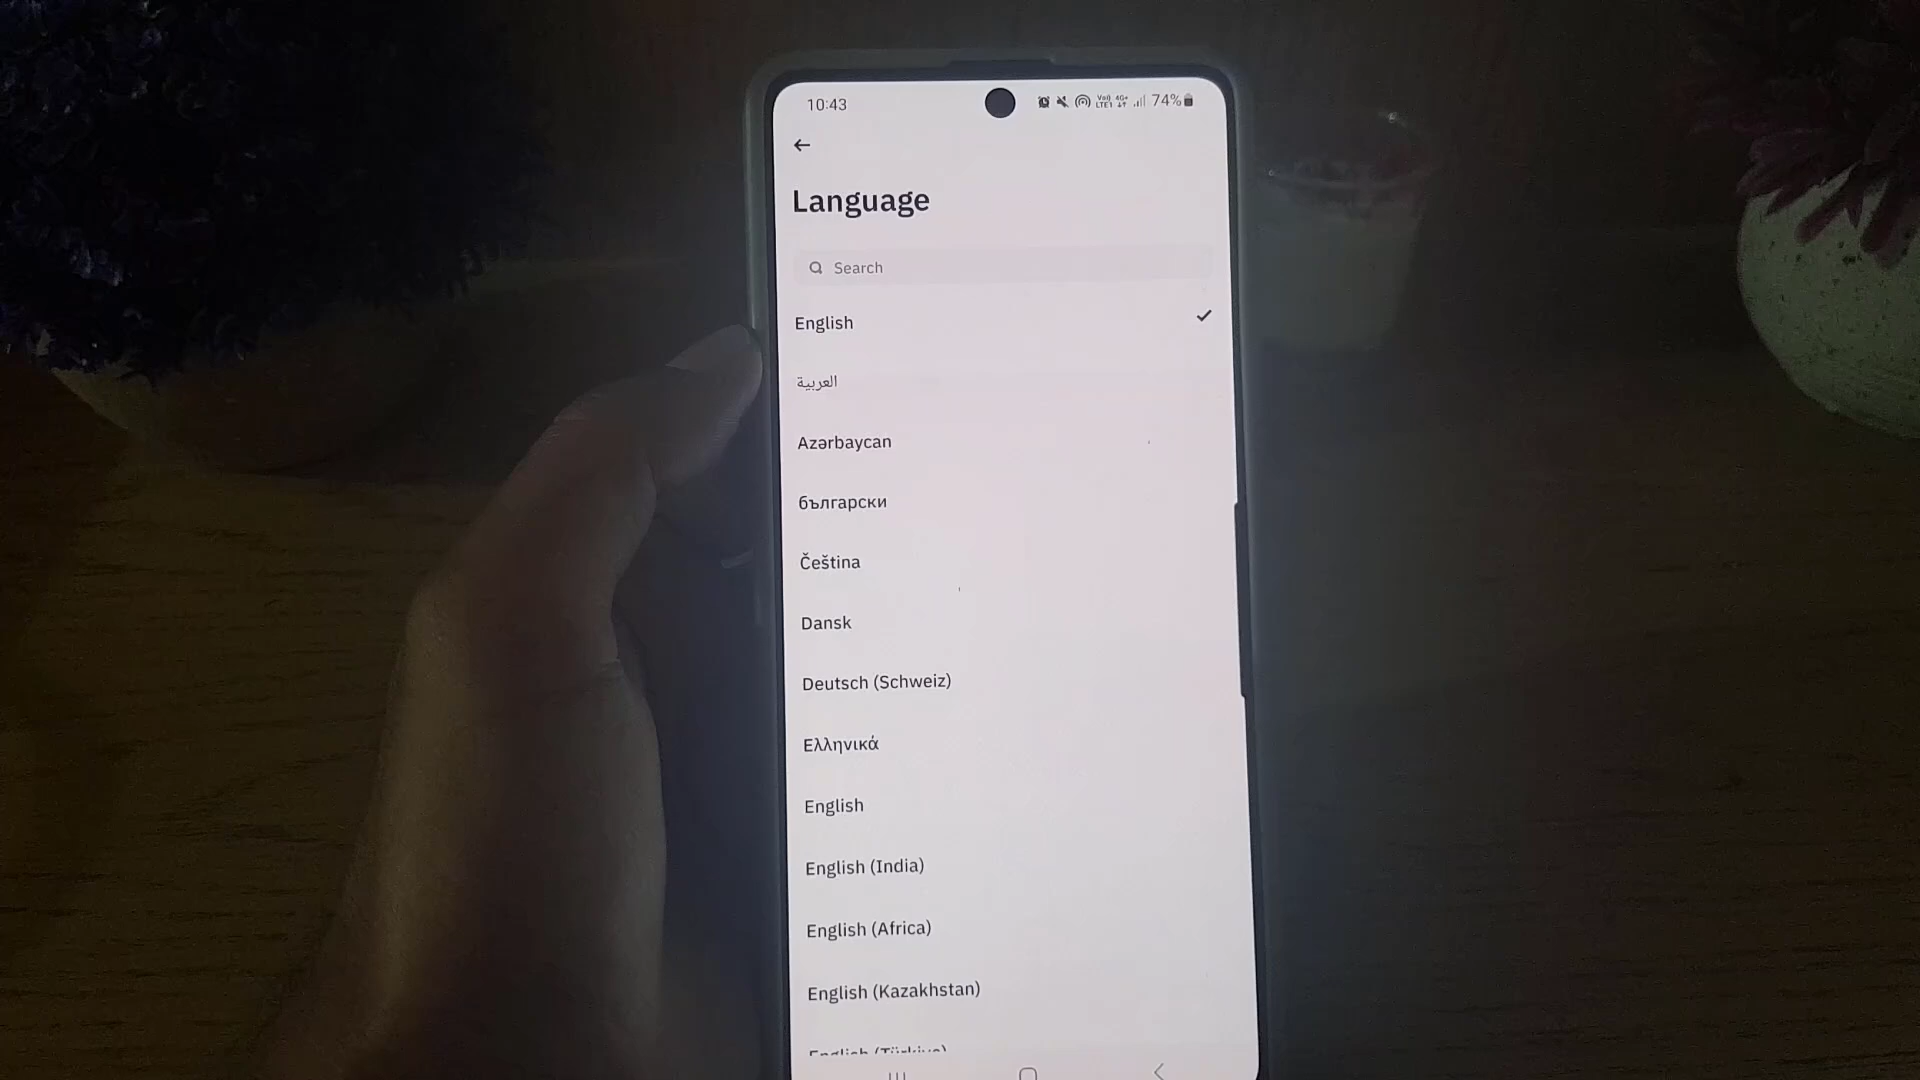 10:43
74%
Language
Search
English
العربية
Azərbaycan
български
Čeština
Dansk
Deutsch (Schweiz)
Ελληνικά
English
English (India)
English (Africa)
English (Kazakhstan)